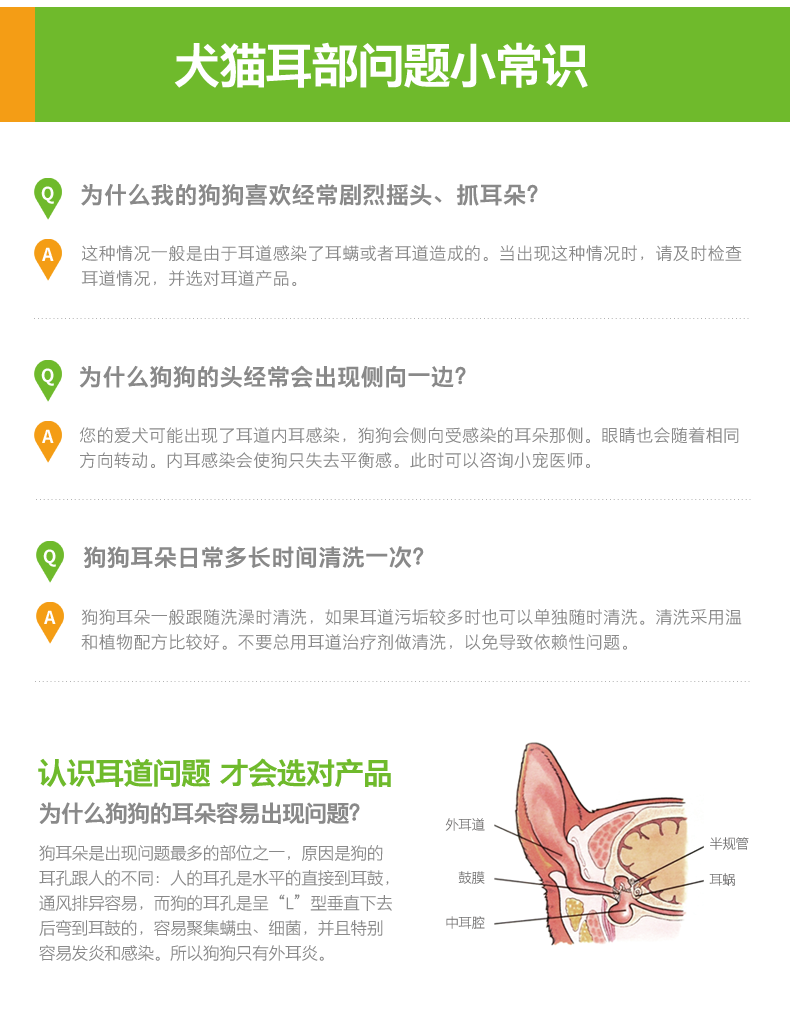 犬猫耳部问题小常识
Q 为什么我的狗狗喜欢经常剧烈摇头、抓耳朵?
A 这种情况一般是由于耳道感染了耳螨或者耳道造成的。当出现这种情况时，请及时检查
耳道情况，并选对耳道产品。
Q 为什么狗狗的头经常会出现侧向一边?
A 您的爱犬可能出现了耳道内耳感染，狗狗会侧向受感染的耳朵那侧。眼睛也会随着相同
方向转动。内耳感染会使狗只失去平衡感。此时可以咨询小宠医师。
Q 狗狗耳朵日常多长时间清洗一次?
A 狗狗耳朵一般跟随洗澡时清洗，如果耳道污垢较多时也可以单独随时清洗。清洗采用温
和植物配方比较好。不要总用耳道治疗剂做清洗，以免导致依赖性问题。
认识耳道问题 才会选对产品
为什么狗狗的耳朵容易出现问题?
狗耳朵是出现问题最多的部位之一，原因是狗的
耳孔跟人的不同：人的耳孔是水平的直接到耳鼓，
通风排异容易，而狗的耳孔是呈“L”型垂直下去
后弯到耳鼓的，容易聚集螨虫、细菌，并且特别
容易发炎和感染。所以狗狗只有外耳炎。
外耳道
鼓膜
中耳腔
半规管
耳蜗